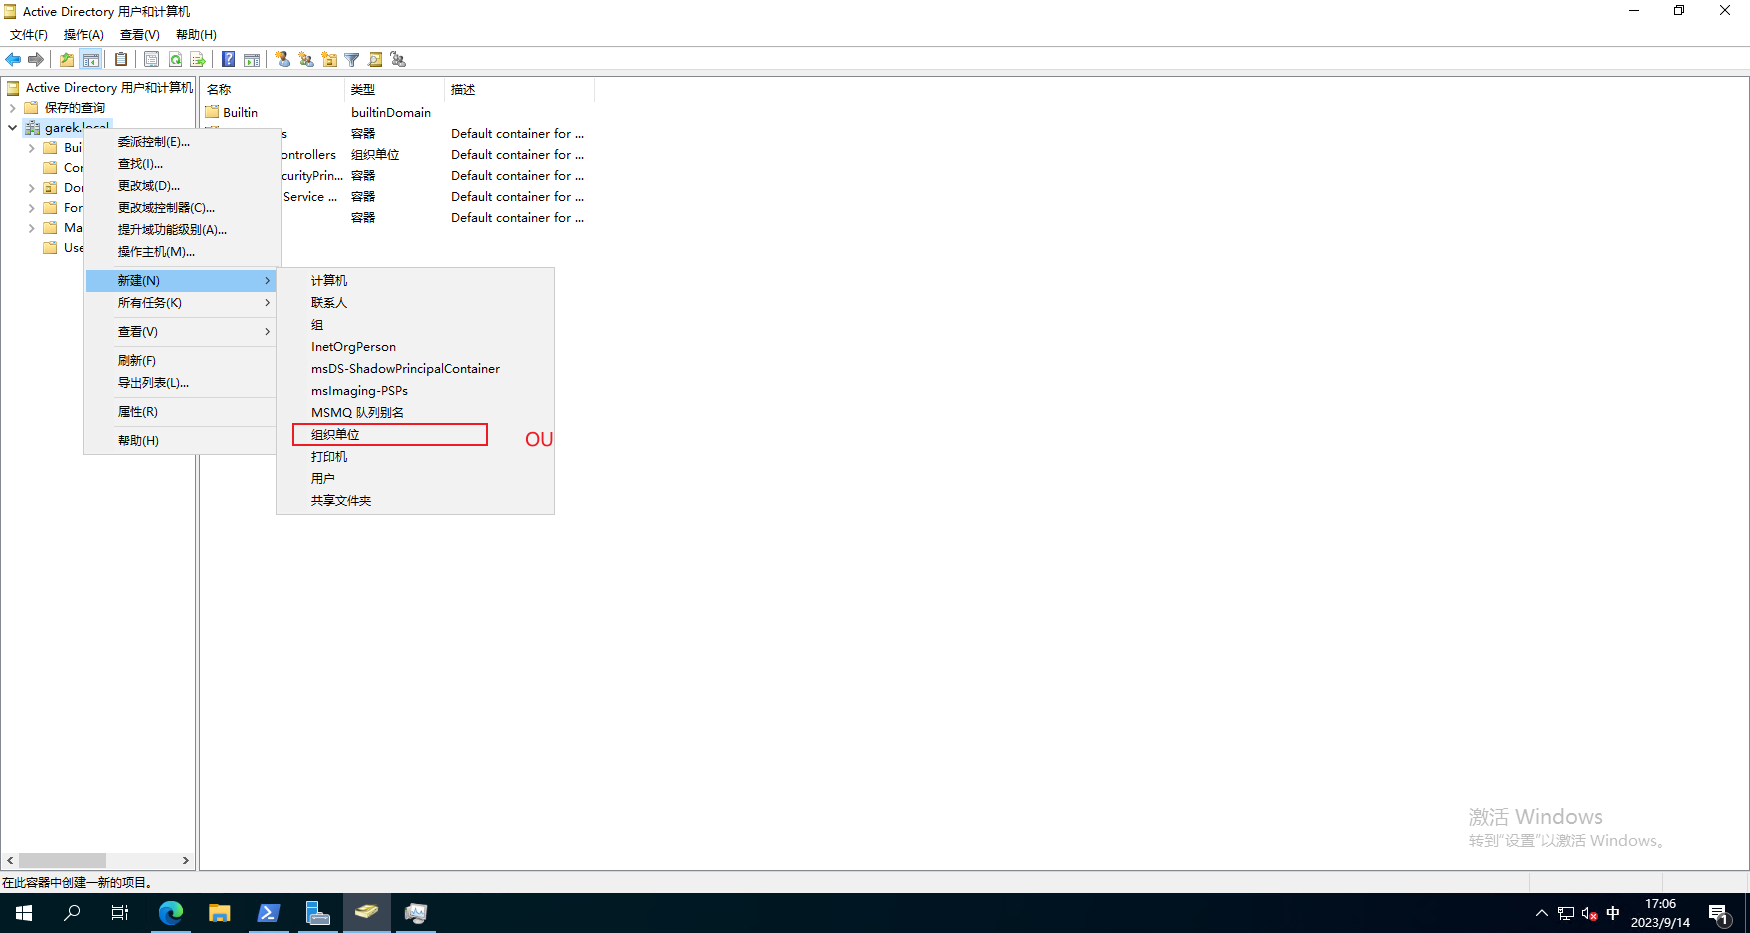 Active Directory 用户和计算机
文件(F) 操作(A) 查看(V) 帮助(H)
Active Directory 用户和计算机
保存的查询
garek.local
Bui
Con
Dor
For
Ma
Use
名称 类型 描述
Builtin builtinDomain
s 容器 Default container for ...
ontrollers 组织单位 Default container for ...
curityPrin... 容器 Default container for ...
Service ... 容器 Default container for ...
容器 Default container for ...
委派控制(E)...
查找(I)...
更改域(D)...
更改域控制器(C)...
提升域功能级别(A)...
操作主机(M)...
新建(N)
所有任务(K)
查看(V)
刷新(F)
导出列表(L)...
属性(R)
帮助(H)
计算机
联系人
组
InetOrgPerson
msDS-ShadowPrincipalContainer
msImaging-PSPs
MSMQ 队列别名
组织单位 OU
打印机
用户
共享文件夹
激活 Windows
转到"设置"以激活 Windows。
在此容器中创建一新的项目。
中
17:06
2023/9/14
1